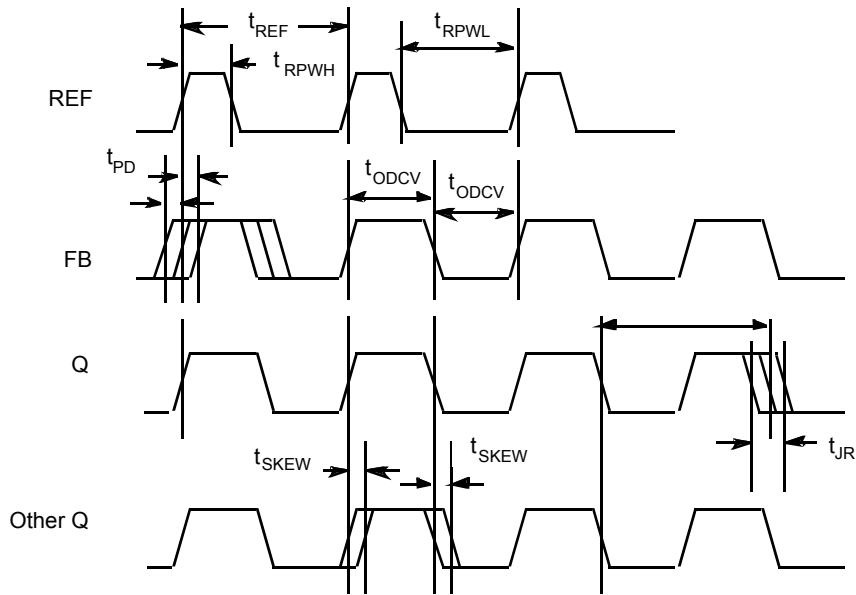 tREF
tRPWL
tRPWH
REF
tPD
tODCV
tODCV
FB
Q
tJR
tSKEW
tSKEW
Other Q